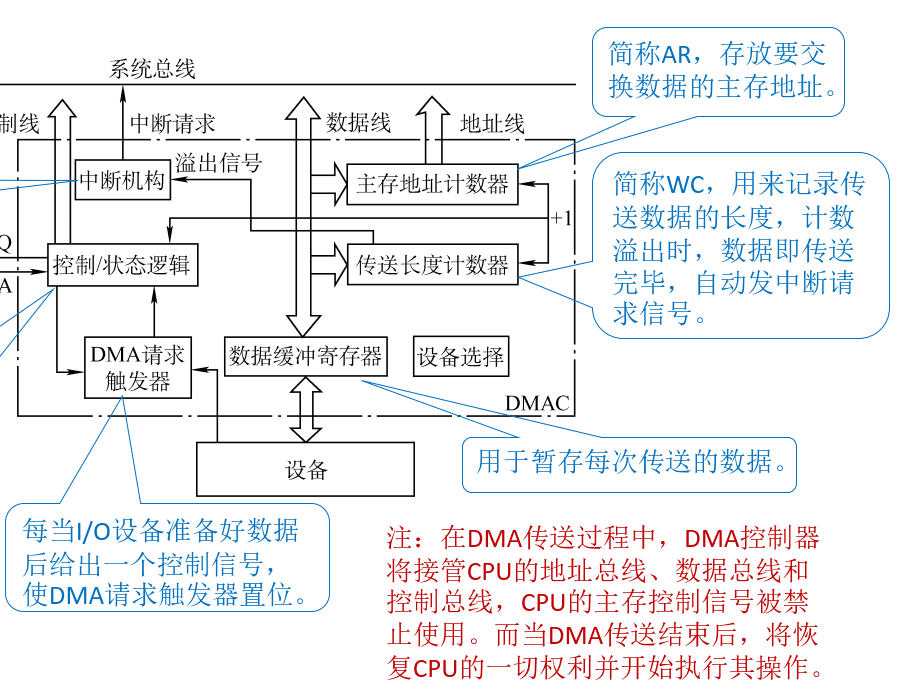 简称AR，存放要交
换数据的主存地址。
系统总线
制线
中断请求
数据线
地址线
溢出信号
中断机构
主存地址计数器
简称WC，用来记录传
送数据的长度，计数
溢出时，数据即传送
完毕，自动发中断请
求信号。
+1
Q
控制/状态逻辑
传送长度计数器
A
DMA请求
触发器
数据缓冲寄存器
设备选择
DMAC
设备
用于暂存每次传送的数据。
每当I/O设备准备好数据
后给出一个控制信号，
使DMA请求触发器置位。
注：在DMA传送过程中，DMA控制器
将接管CPU的地址总线、数据总线和
控制总线，CPU的主存控制信号被禁
止使用。而当DMA传送结束后，将恢
复CPU的一切权利并开始执行其操作。